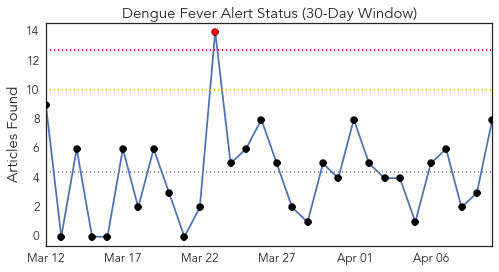 Dengue Fever Alert Status (30-Day Window)
Articles Found
14
12
10
8
6
4
2
0
Mar 12 Mar 17 Mar 22 Mar 27 Apr 01 Apr 06